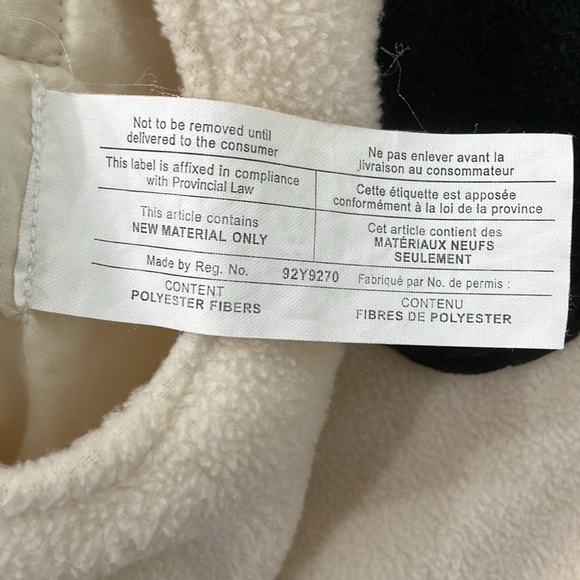 Not to be removed until
delivered to the consumer
Ne pas enlever avant la
livraison au consommateur
This label is affixed in compliance
with Provincial Law
Cette étiquette est apposée
conformément à la loi de la province
This article contains
NEW MATERIAL ONLY
Cet article contient des
MATÉRIAUX NEUFS
SEULEMENT
Made by Reg. No. 92Y9270 Fabriqué par No. de permis :
CONTENT
POLYESTER FIBERS
CONTENU
FIBRES DE POLYESTER